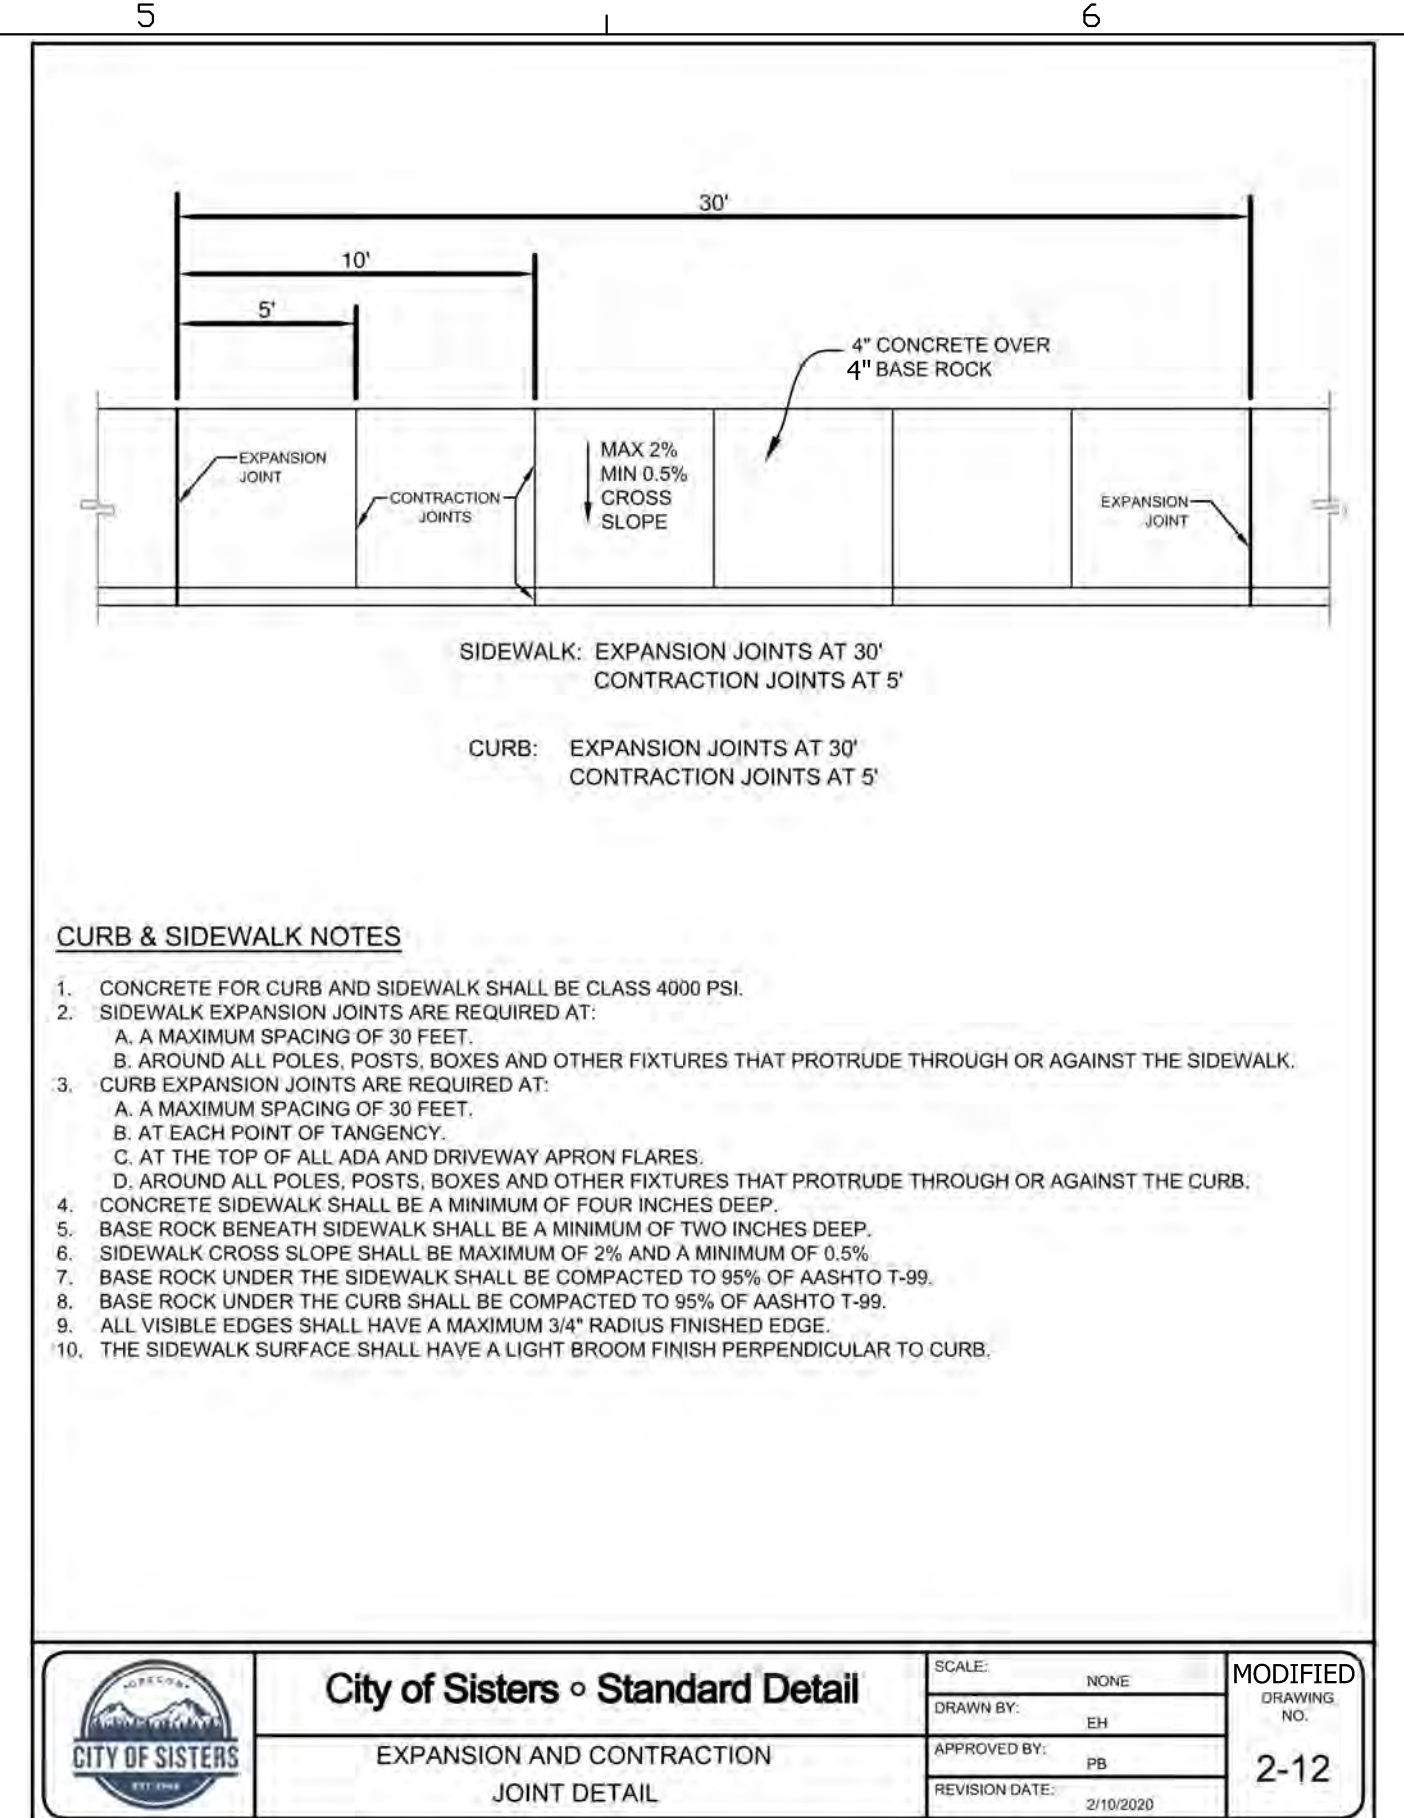 5
6
30'
10'
5'
4" CONCRETE OVER
4" BASE ROCK
EXPANSION
JOINT
CONTRACTION
JOINTS
MAX 2%
MIN 0.5%
CROSS
SLOPE
EXPANSION
JOINT
SIDEWALK: EXPANSION JOINTS AT 30'
CONTRACTION JOINTS AT 5'
CURB: EXPANSION JOINTS AT 30'
CONTRACTION JOINTS AT 5'
CURB & SIDEWALK NOTES
1. CONCRETE FOR CURB AND SIDEWALK SHALL BE CLASS 4000 PSI.
2. SIDEWALK EXPANSION JOINTS ARE REQUIRED AT:
A. A MAXIMUM SPACING OF 30 FEET.
B. AROUND ALL POLES, POSTS, BOXES AND OTHER FIXTURES THAT PROTRUDE THROUGH OR AGAINST THE SIDEWALK.
3. CURB EXPANSION JOINTS ARE REQUIRED AT:
A. A MAXIMUM SPACING OF 30 FEET.
B. AT EACH POINT OF TANGENCY.
C. AT THE TOP OF ALL ADA AND DRIVEWAY APRON FLARES.
D. AROUND ALL POLES, POSTS, BOXES AND OTHER FIXTURES THAT PROTRUDE THROUGH OR AGAINST THE CURB.
4. CONCRETE SIDEWALK SHALL BE A MINIMUM OF FOUR INCHES DEEP.
5. BASE ROCK BENEATH SIDEWALK SHALL BE A MINIMUM OF TWO INCHES DEEP.
6. SIDEWALK CROSS SLOPE SHALL BE MAXIMUM OF 2% AND A MINIMUM OF 0.5%
7. BASE ROCK UNDER THE SIDEWALK SHALL BE COMPACTED TO 95% OF AASHTO T-99.
8. BASE ROCK UNDER THE CURB SHALL BE COMPACTED TO 95% OF AASHTO T-99.
9. ALL VISIBLE EDGES SHALL HAVE A MAXIMUM 3/4" RADIUS FINISHED EDGE.
10. THE SIDEWALK SURFACE SHALL HAVE A LIGHT BROOM FINISH PERPENDICULAR TO CURB.
OREGON
CITY OF SISTERS
City of Sisters ∘ Standard Detail
EXPANSION AND CONTRACTION
JOINT DETAIL
SCALE: NONE
DRAWN BY: EH
APPROVED BY: PB
REVISION DATE: 2/10/2020
MODIFIED
DRAWING
NO.
2-12